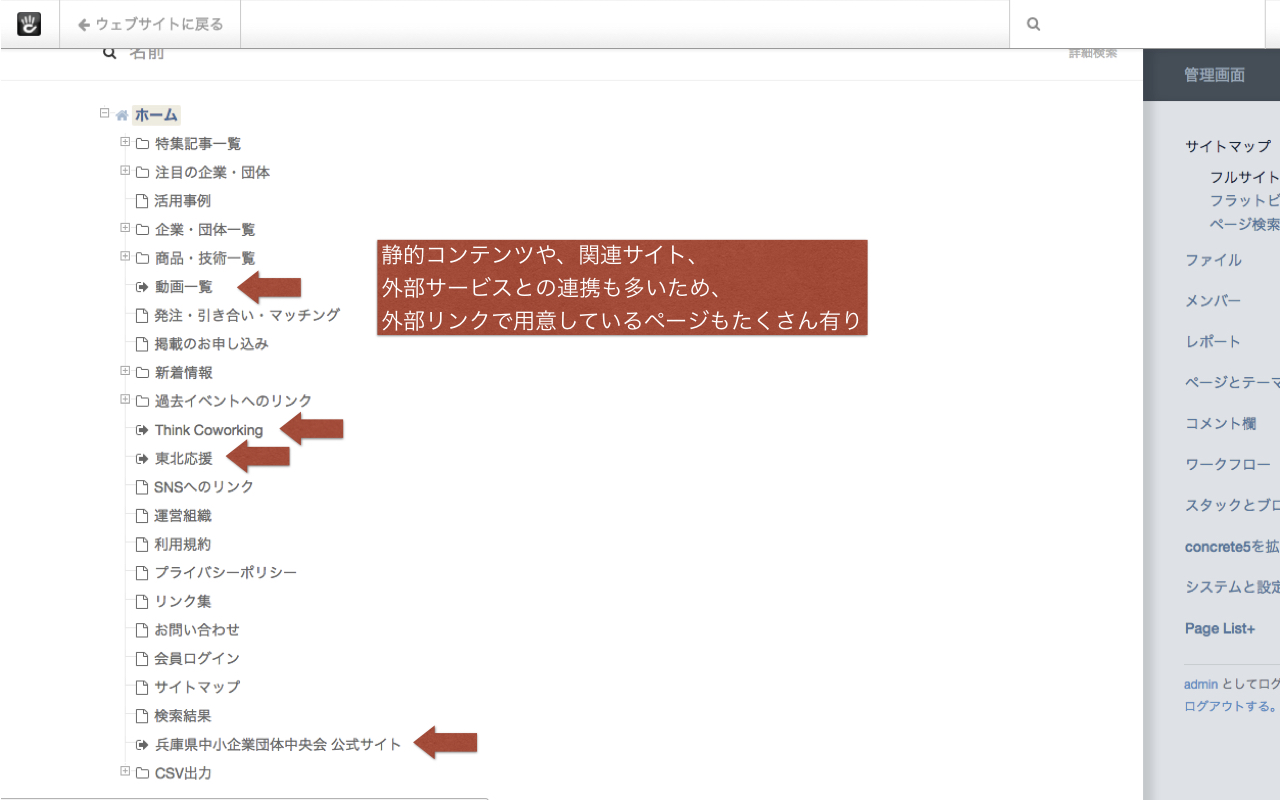 ウェブサイトに戻る
名前
詳細検索
ホーム
特集記事一覧
注目の企業・団体
活用事例
企業・団体一覧
商品・技術一覧
動画一覧
発注・引き合い・マッチング
掲載のお申し込み
新着情報
過去イベントへのリンク
Think Coworking
東北応援
SNSへのリンク
運営組織
利用規約
プライバシーポリシー
リンク集
お問い合わせ
会員ログイン
サイトマップ
検索結果
兵庫県中小企業団体中央会 公式サイト
CSV出力
静的コンテンツや、関連サイト、
外部サービスとの連携も多いため、
外部リンクで用意しているページもたくさん有り
管理画面
サイトマップ
フルサイト
フラットビ
ページ検索
ファイル
メンバー
レポート
ページとテーマ
コメント欄
ワークフロー
スタックとブロ
concrete5を拡
システムと設定
Page List+
admin としてログ
ログアウトする。